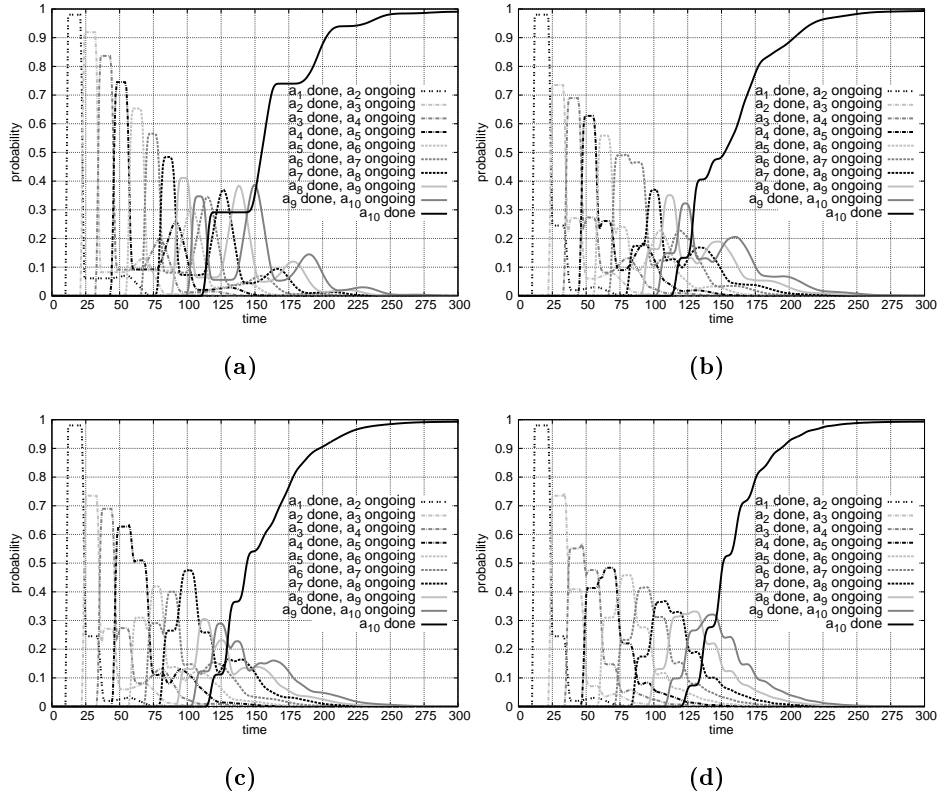 1
0.9
0.8
0.7
0.6
0.5
0.4
0.3
0.2
0.1
0
probability
a1 done, a2 ongoing
a2 done, a3 ongoing
a3 done, a4 ongoing
a4 done, a5 ongoing
a5 done, a6 ongoing
a6 done, a7 ongoing
a7 done, a8 ongoing
a8 done, a9 ongoing
a9 done, a10 ongoing
a10 done
0 25 50 75 100 125 150 175 200 225 250 275 300
time
(a)
1
0.9
0.8
0.7
0.6
0.5
0.4
0.3
0.2
0.1
0
probability
a1 done, a2 ongoing
a2 done, a3 ongoing
a3 done, a4 ongoing
a4 done, a5 ongoing
a5 done, a6 ongoing
a6 done, a7 ongoing
a7 done, a8 ongoing
a8 done, a9 ongoing
a9 done, a10 ongoing
a10 done
0 25 50 75 100 125 150 175 200 225 250 275 300
time
(b)
1
0.9
0.8
0.7
0.6
0.5
0.4
0.3
0.2
0.1
0
probability
a1 done, a2 ongoing
a2 done, a3 ongoing
a3 done, a4 ongoing
a4 done, a5 ongoing
a5 done, a6 ongoing
a6 done, a7 ongoing
a7 done, a8 ongoing
a8 done, a9 ongoing
a9 done, a10 ongoing
a10 done
0 25 50 75 100 125 150 175 200 225 250 275 300
time
(c)
1
0.9
0.8
0.7
0.6
0.5
0.4
0.3
0.2
0.1
0
probability
a1 done, a2 ongoing
a2 done, a3 ongoing
a3 done, a4 ongoing
a4 done, a5 ongoing
a5 done, a6 ongoing
a6 done, a7 ongoing
a7 done, a8 ongoing
a8 done, a9 ongoing
a9 done, a10 ongoing
a10 done
0 25 50 75 100 125 150 175 200 225 250 275 300
time
(d)